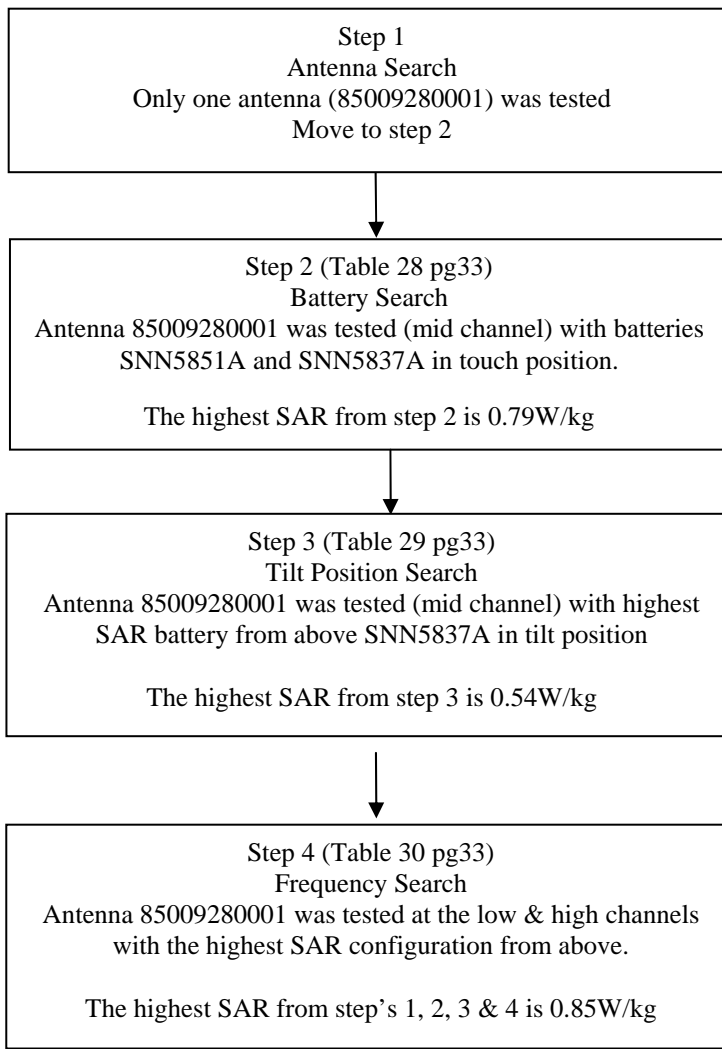 Step 1
Antenna Search
Only one antenna (85009280001) was tested
Move to step 2
Step 2 (Table 28 pg33)
Battery Search
Antenna 85009280001 was tested (mid channel) with batteries
SNN5851A and SNN5837A in touch position.
The highest SAR from step 2 is 0.79W/kg
Step 3 (Table 29 pg33)
Tilt Position Search
Antenna 85009280001 was tested (mid channel) with highest
SAR battery from above SNN5837A in tilt position
The highest SAR from step 3 is 0.54W/kg
Step 4 (Table 30 pg33)
Frequency Search
Antenna 85009280001 was tested at the low & high channels
with the highest SAR configuration from above.
The highest SAR from step’s 1, 2, 3 & 4 is 0.85W/kg